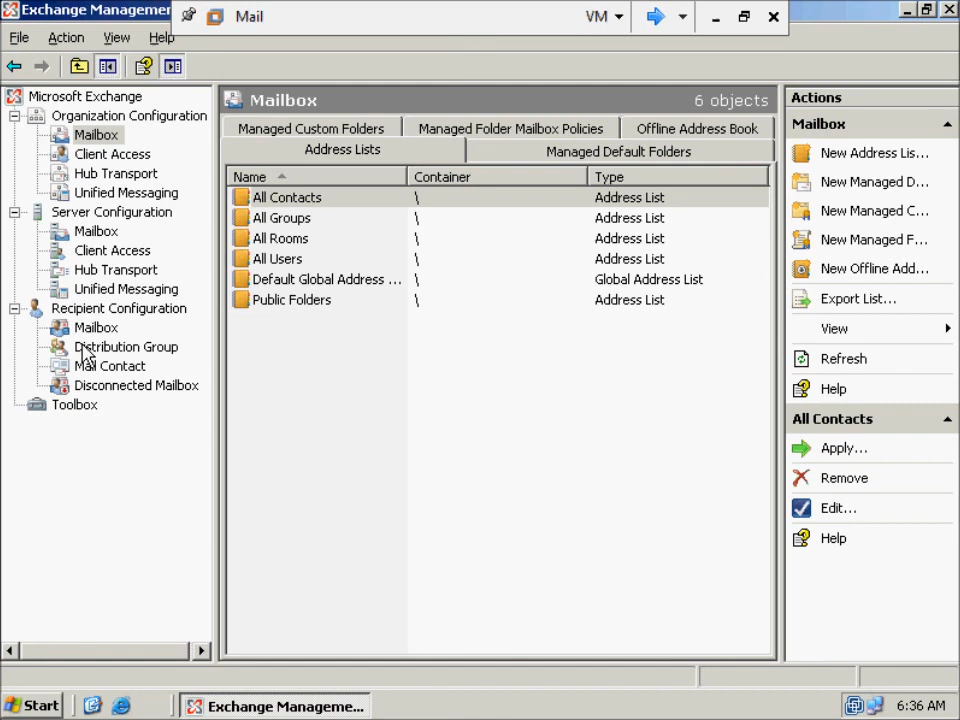 Exchange Managemer
Mail
VM
File Action View Help
Microsoft Exchange
Organization Configuration
Mailbox
Client Access
Hub Transport
Unified Messaging
Server Configuration
Mailbox
Client Access
Hub Transport
Unified Messaging
Recipient Configuration
Mailbox
Distribution Group
Mail Contact
Disconnected Mailbox
Toolbox
Mailbox 6 objects
Managed Custom Folders Managed Folder Mailbox Policies Offline Address Book
Address Lists Managed Default Folders
Name Container Type
All Contacts \ Address List
All Groups \ Address List
All Rooms \ Address List
All Users \ Address List
Default Global Address ... \ Global Address List
Public Folders \ Address List
Actions
Mailbox
New Address Lis...
New Managed D...
New Managed C...
New Managed F...
New Offline Add...
Export List...
View
Refresh
Help
All Contacts
Apply...
Remove
Edit...
Help
Start Exchange Manageme... 6:36 AM